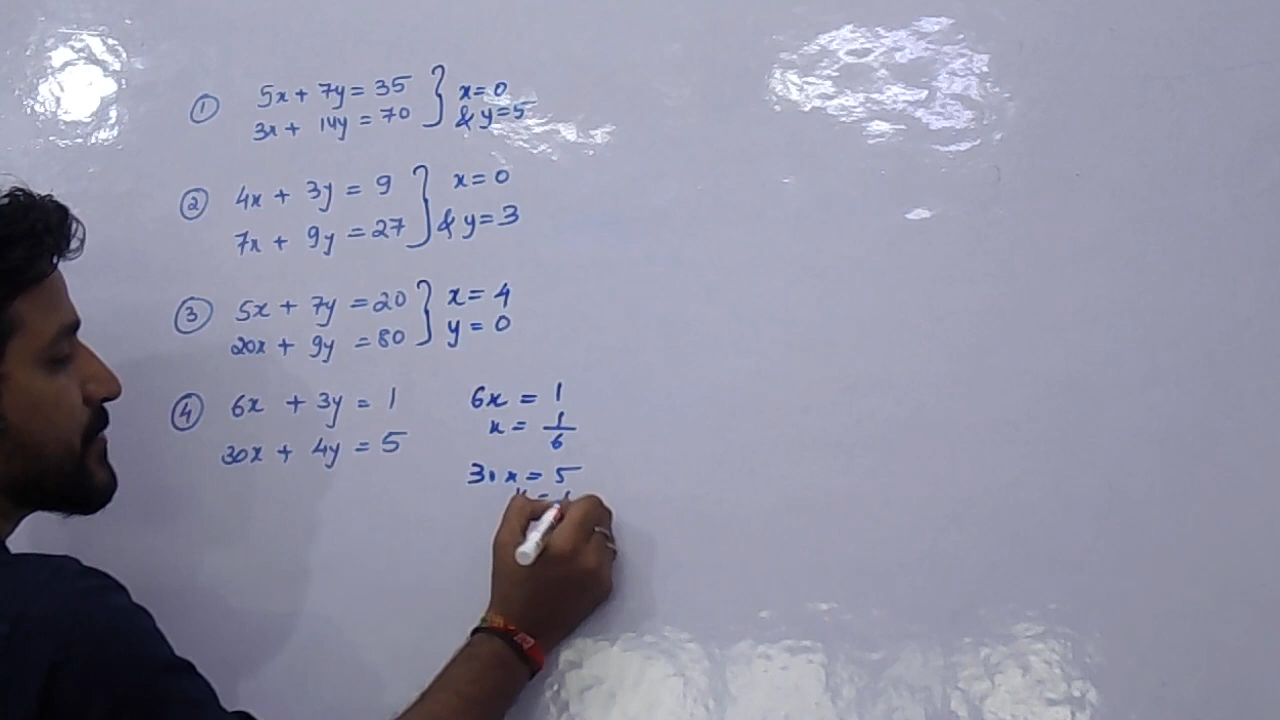 ① 5x + 7y = 35 } x = 0
3x + 14y = 70 & y = 5
② 4x + 3y = 9 } x = 0
7x + 9y = 27 & y = 3
③ 5x + 7y = 20 } x = 4
20x + 9y = 80 y = 0
④ 6x + 3y = 1 6x = 1
30x + 4y = 5 x = 1/6
30x = 5